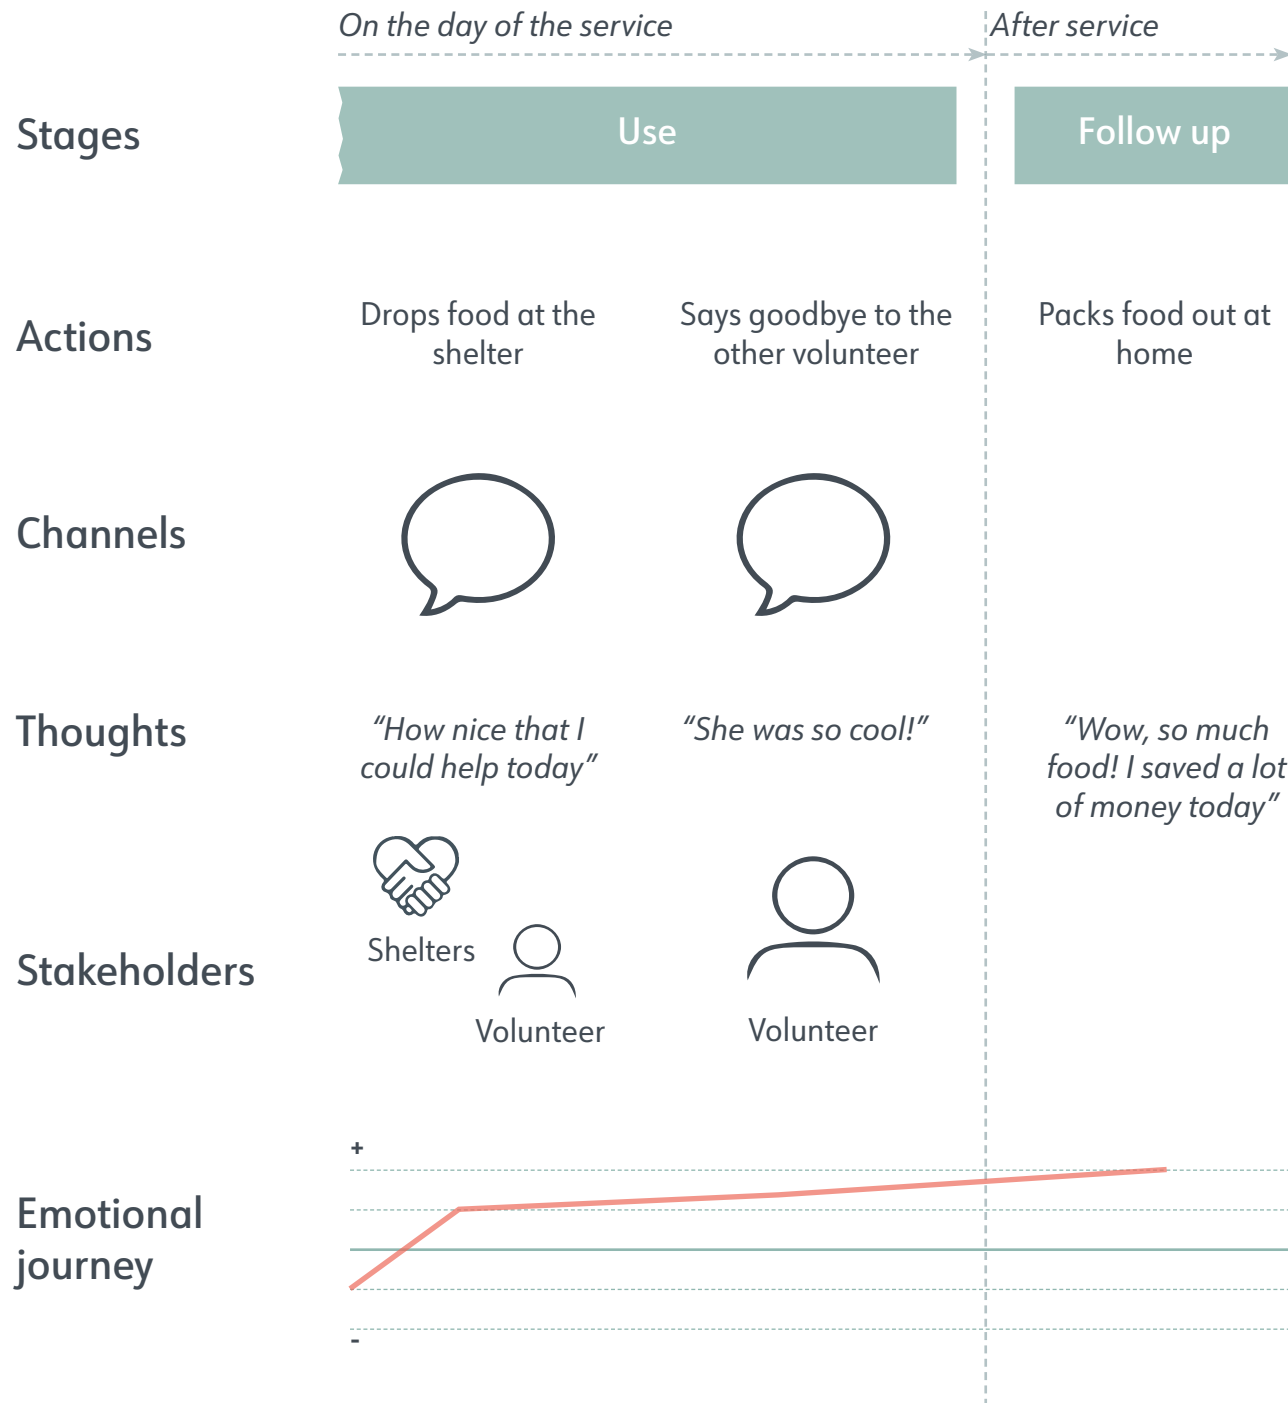 On the day of the service
After service
Stages
Use
Follow up
Actions
Drops food at the
shelter
Says goodbye to the
other volunteer
Packs food out at
home
Channels
Thoughts
“How nice that I
could help today”
“She was so cool!”
“Wow, so much
food! I saved a lot
of money today”
Stakeholders
Shelters
Volunteer
Volunteer
Emotional
journey
+
-